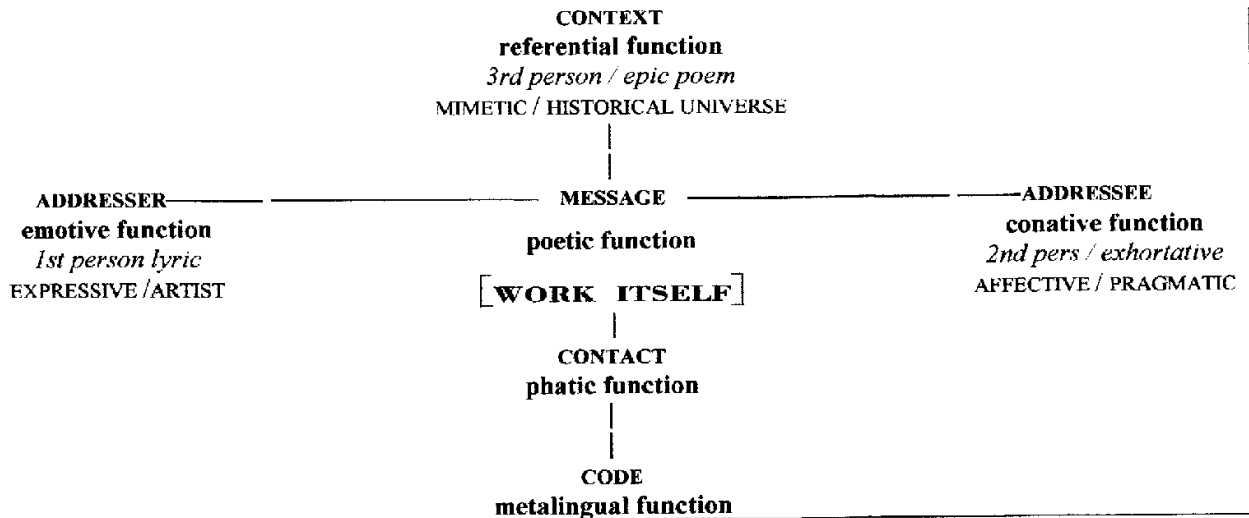 CONTEXT
referential function
3rd person / epic poem
MIMETIC / HISTORICAL UNIVERSE
ADDRESSER MESSAGE ADDRESSEE
emotive function poetic function conative function
1st person lyric 2nd pers / exhortative
EXPRESSIVE /ARTIST [WORK ITSELF] AFFECTIVE / PRAGMATIC
CONTACT
phatic function
CODE
metalingual function